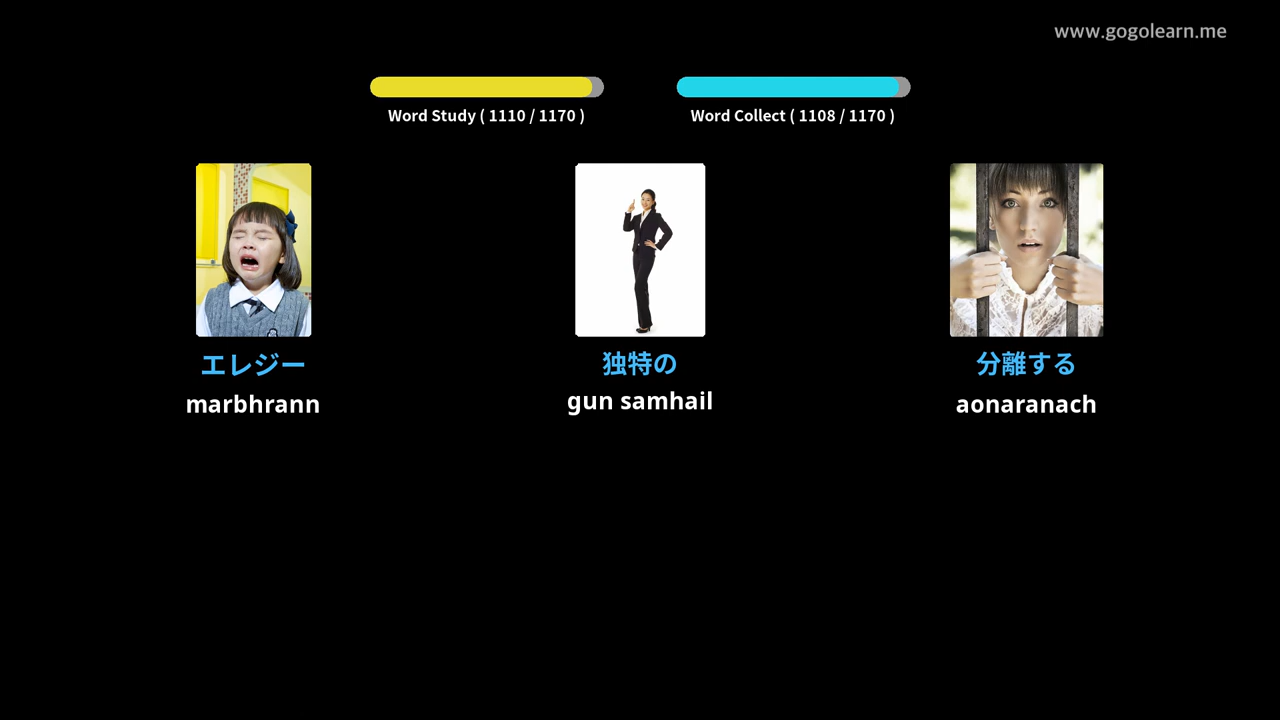 www.gogolearn.me
Word Study ( 1110 / 1170 )
Word Collect ( 1108 / 1170 )
エレジー
marbhrann
独特の
gun samhail
分離する
aonaranach